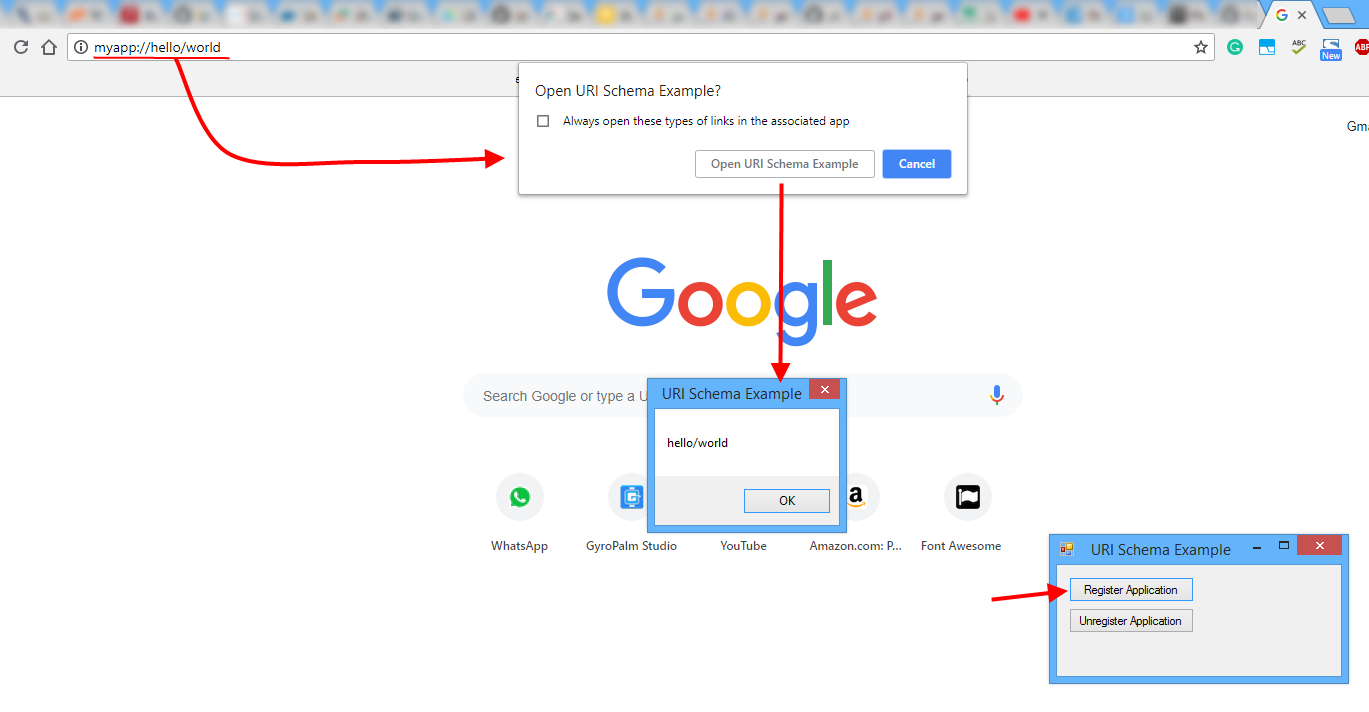 myapp://hello/world
ABC
New
ABP
Open URI Schema Example?
Always open these types of links in the associated app
Open URI Schema Example
Cancel
Google
Search Google or type a U
URI Schema Example
hello/world
OK
WhatsApp
GyroPalm Studio
YouTube
Amazon.com: P...
Font Awesome
URI Schema Example
Register Application
Unregister Application